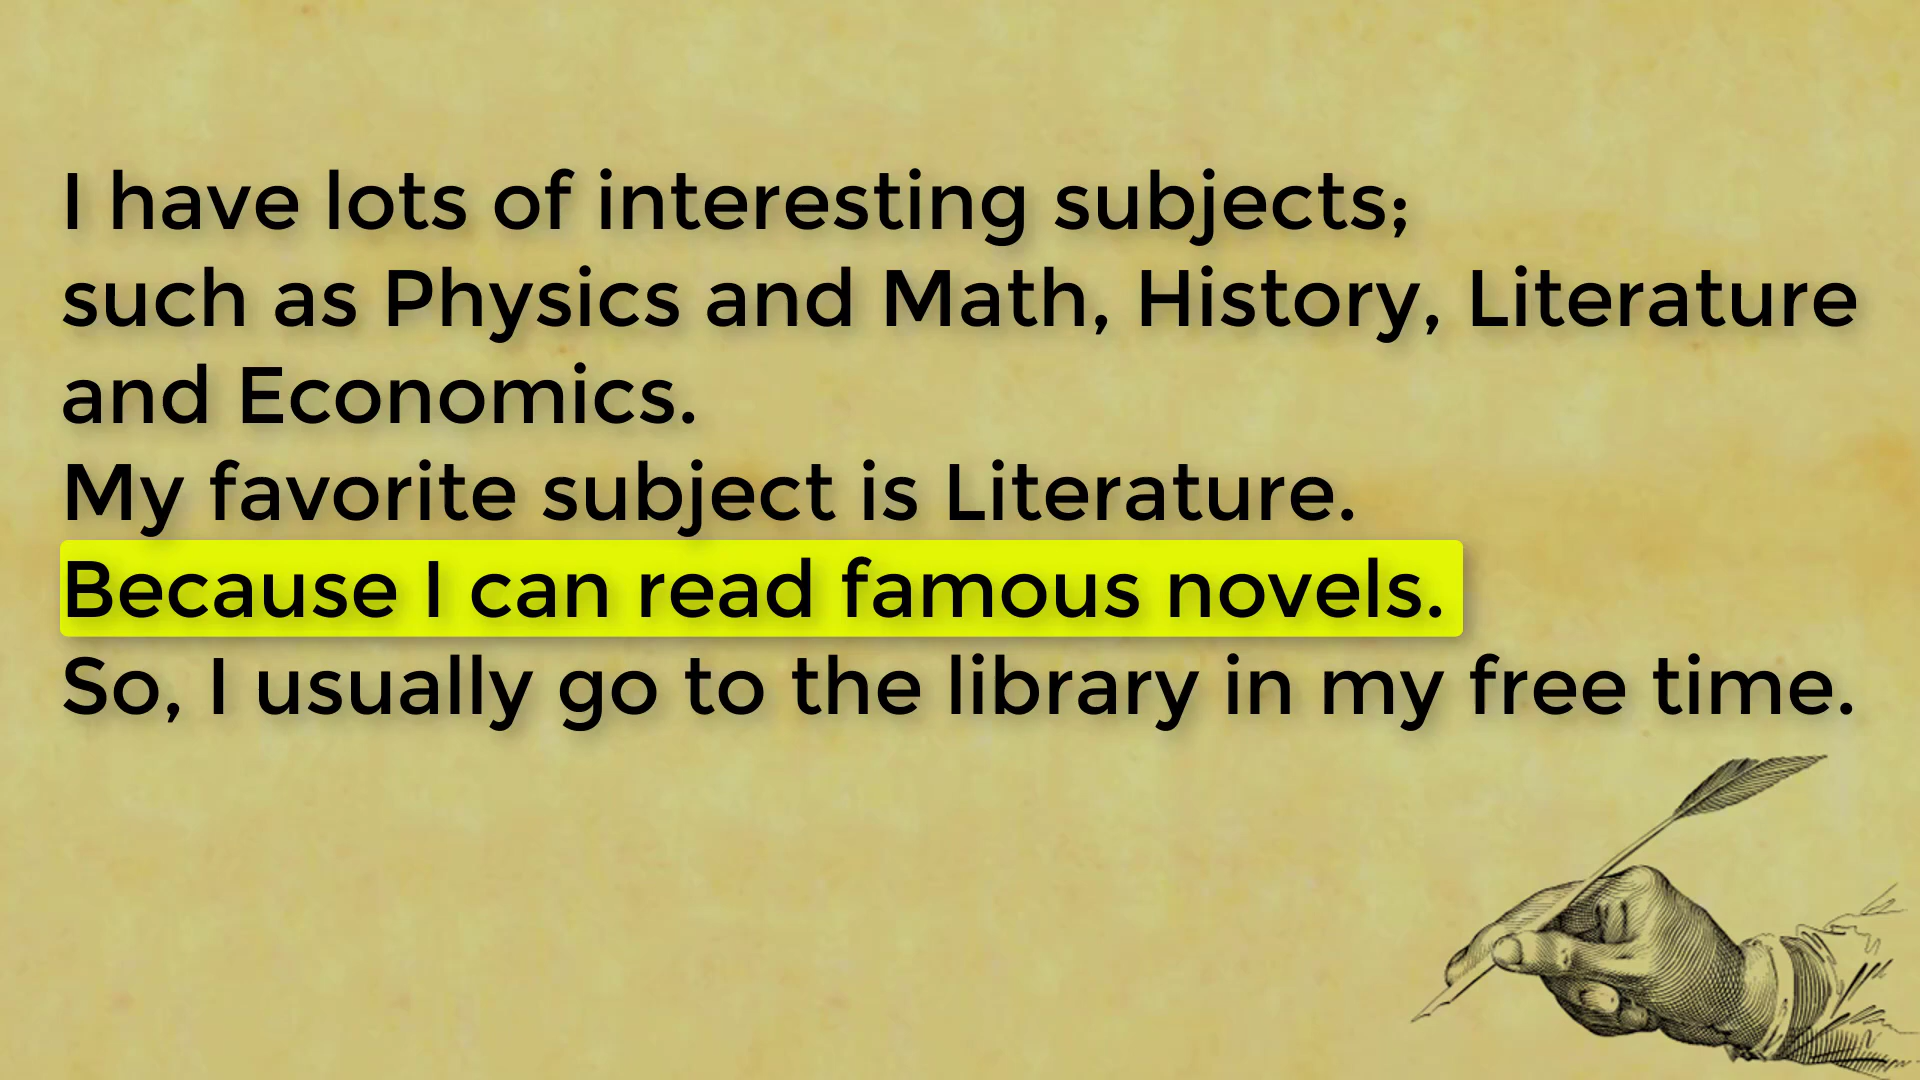 I have lots of interesting subjects;
such as Physics and Math, History, Literature
and Economics.
My favorite subject is Literature.
Because I can read famous novels.
So, I usually go to the library in my free time.